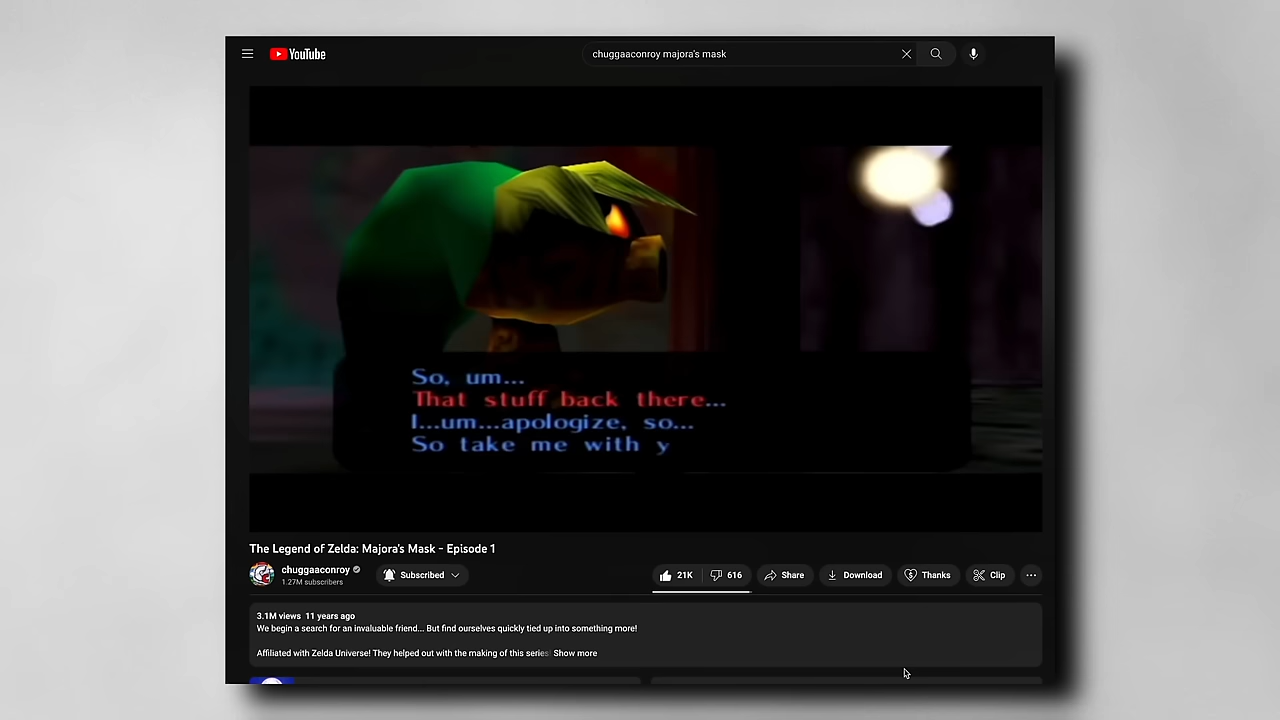 YouTube
chuggaaconroy majora's mask
So, um...
That stuff back there...
I...um...apologize, so...
So take me with y
The Legend of Zelda: Majora's Mask - Episode 1
chuggaaconroy
1.27M subscribers
Subscribed
21K
616
Share
Download
Thanks
Clip
3.1M views 11 years ago
We begin a search for an invaluable friend... But find ourselves quickly tied up into something more!
Affiliated with Zelda Universe! They helped out with the making of this series! Show more